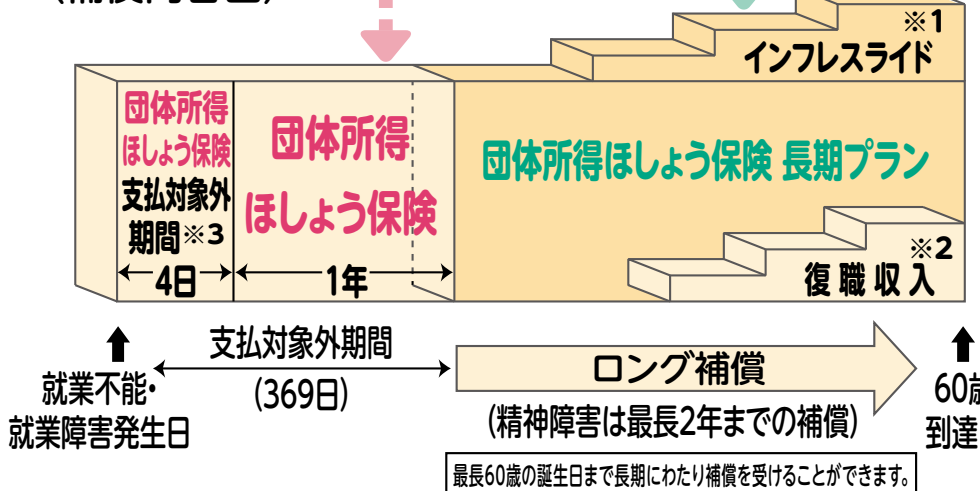 ※1
インフレスライド
団体所得
ほしょう保険
支払対象外
期間※3
4日
団体所得
ほしょう保険
1年
団体所得ほしょう保険 長期プラン
※2
復職収入
就業不能・
就業障害発生日
支払対象外期間
(369日)
ロング補償
(精神障害は最長2年までの補償)
60歳
到達
最長60歳の誕生日まで長期にわたり補償を受けることができます。